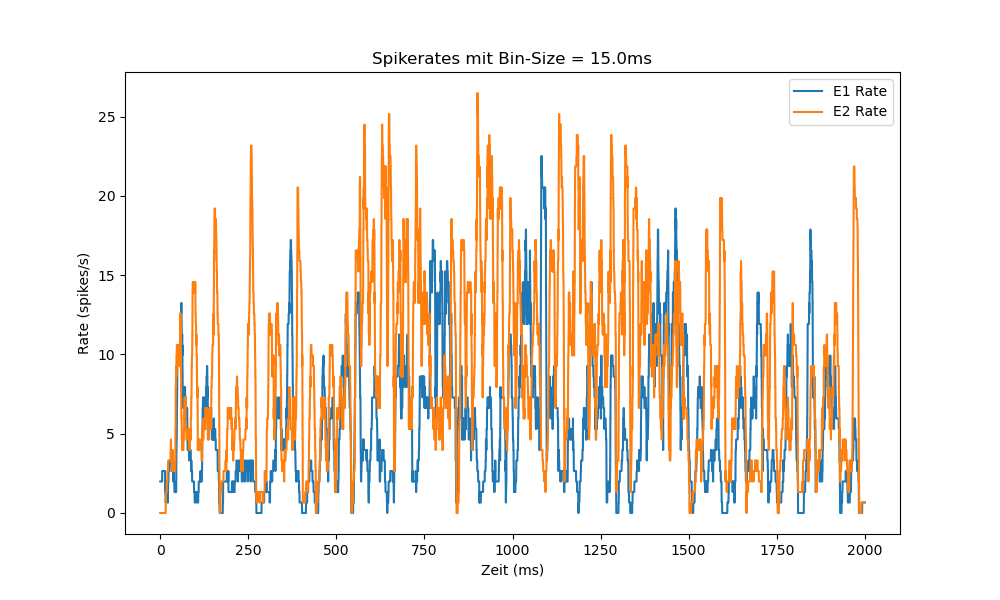 Spikerates mit Bin-Size = 15.0ms
E1 Rate
E2 Rate
Rate (spikes/s)
25
20
15
10
5
0
0 250 500 750 1000 1250 1500 1750 2000
Zeit (ms)